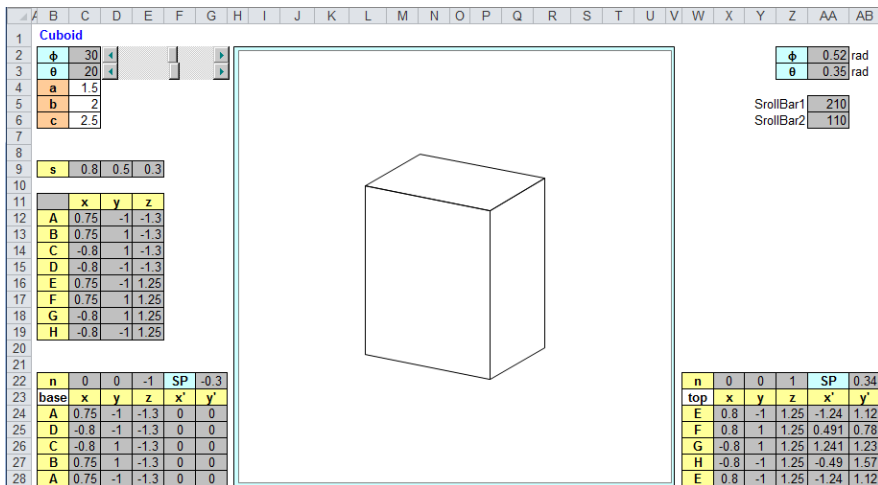 A B C D E F G H I J K L M N O P Q R S T U V W X Y Z AA AB
1 Cuboid
2 ϕ 30 ϕ 0.52 rad
3 θ 20 θ 0.35 rad
4 a 1.5
5 b 2 SrollBar1 210
6 c 2.5 SrollBar2 110
7
8
9 s 0.8 0.5 0.3
10
11 x y z
12 A 0.75 -1 -1.3
13 B 0.75 1 -1.3
14 C -0.8 1 -1.3
15 D -0.8 -1 -1.3
16 E 0.75 -1 1.25
17 F 0.75 1 1.25
18 G -0.8 1 1.25
19 H -0.8 -1 1.25
20
21
22 n 0 0 -1 SP -0.3 n 0 0 1 SP 0.34
23 base x y z x' y' top x y z x' y'
24 A 0.75 -1 -1.3 0 0 E 0.8 -1 1.25 -1.24 1.12
25 D -0.8 -1 -1.3 0 0 F 0.8 1 1.25 0.491 0.78
26 C -0.8 1 -1.3 0 0 G -0.8 1 1.25 1.241 1.23
27 B 0.75 1 -1.3 0 0 H -0.8 -1 1.25 -0.49 1.57
28 A 0.75 -1 -1.3 0 0 E 0.8 -1 1.25 -1.24 1.12